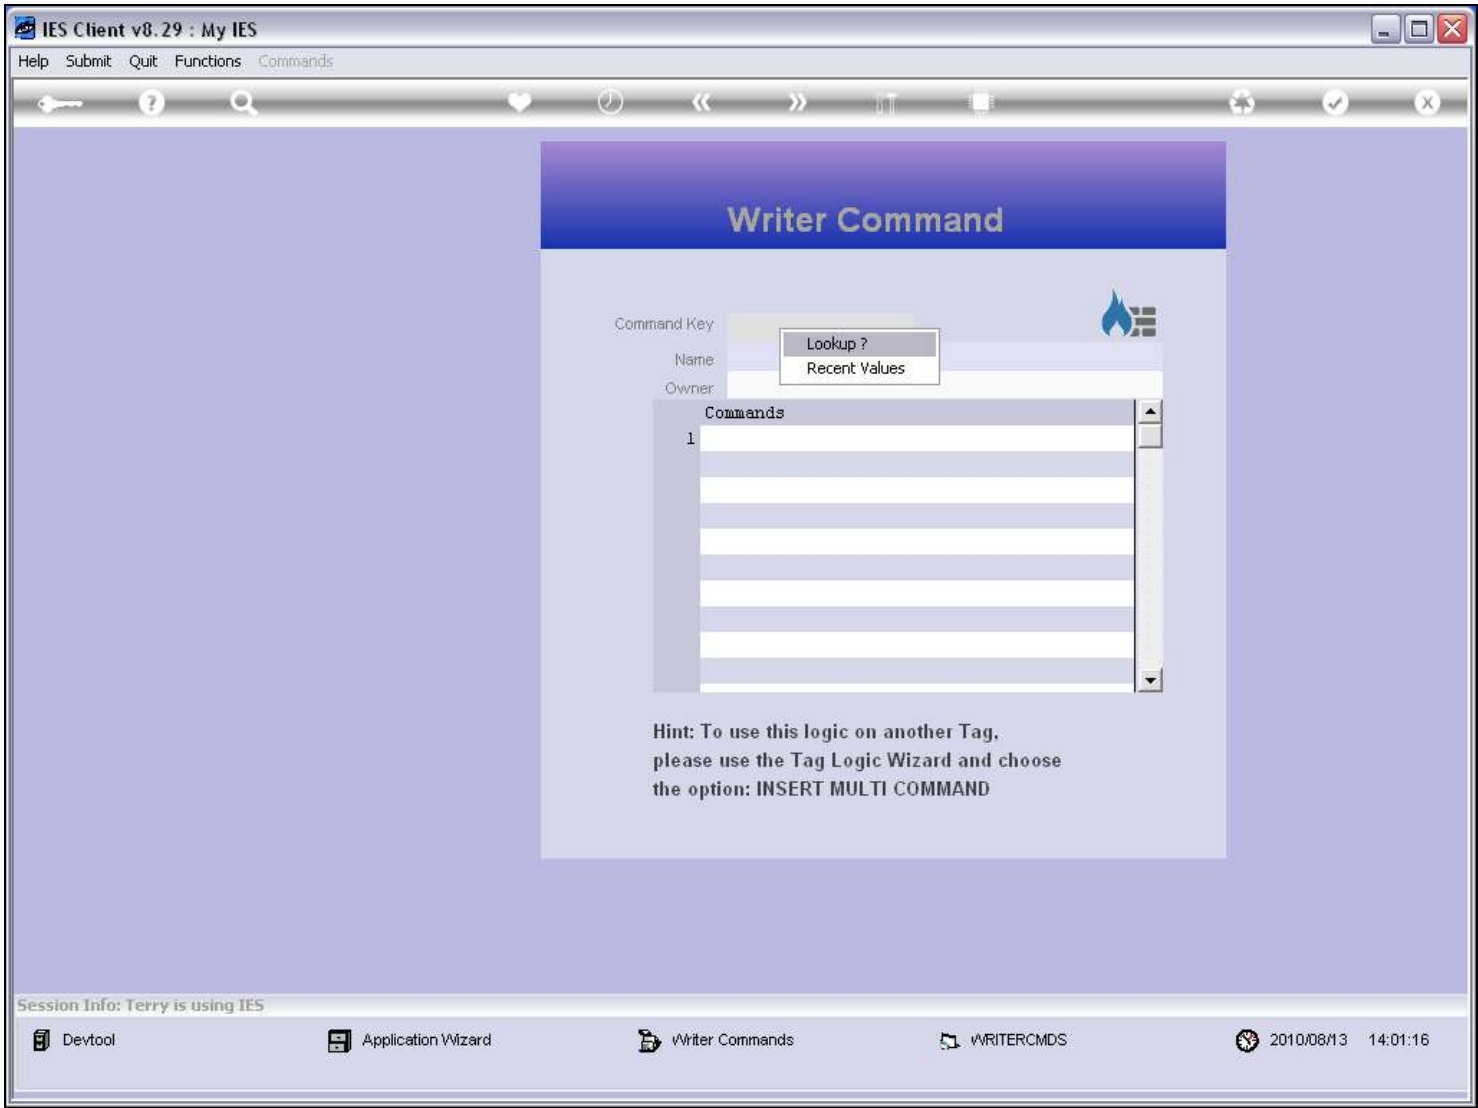 IES Client v8.29 : My IES
Help Submit Quit Functions Commands
Writer Command
Command Key
Lookup ?
Name
Recent Values
Owner
Commands
1
Hint: To use this logic on another Tag,
please use the Tag Logic Wizard and choose
the option: INSERT MULTI COMMAND
Session Info: Terry is using IES
Devtool Application Wizard Writer Commands WRITERCMDS 2010/08/13 14:01:16